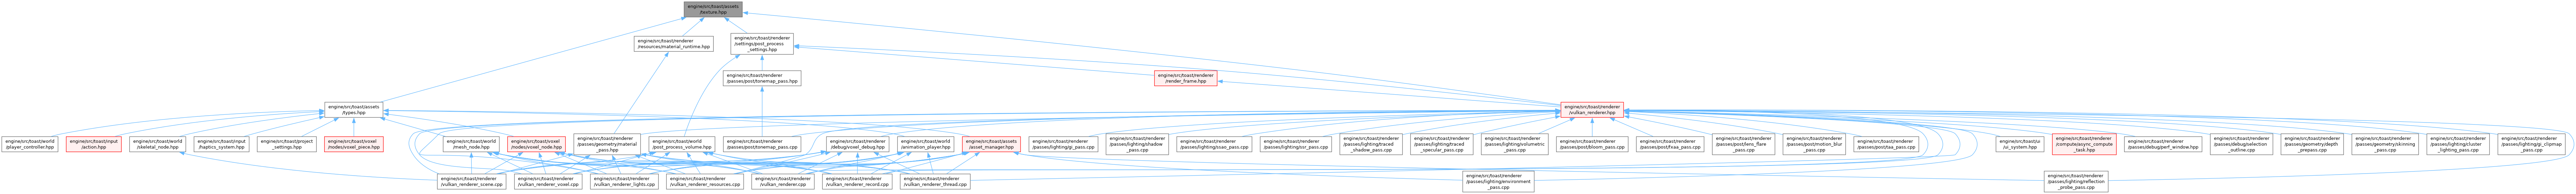 engine/src/toast/assets
/texture.hpp
engine/src/toast/renderer
/resources/material_runtime.hpp
engine/src/toast/renderer
/settings/post_process
_settings.hpp
engine/src/toast/renderer
/passes/post/tonemap_pass.hpp
engine/src/toast/renderer
/render_frame.hpp
engine/src/toast/assets
/types.hpp
engine/src/toast/renderer
/vulkan_renderer.hpp
engine/src/toast/world
/player_controller.hpp
engine/src/toast/input
/action.hpp
engine/src/toast/world
/skeletal_node.hpp
engine/src/toast/input
/haptics_system.hpp
engine/src/toast/project
_settings.hpp
engine/src/toast/voxel
/nodes/voxel_piece.hpp
engine/src/toast/world
/mesh_node.hpp
engine/src/toast/voxel
/nodes/voxel_node.hpp
engine/src/toast/renderer
/passes/geometry/material
_pass.hpp
engine/src/toast/world
/post_process_volume.hpp
engine/src/toast/renderer
/passes/post/tonemap_pass.cpp
engine/src/toast/renderer
/debug/voxel_debug.hpp
engine/src/toast/world
/animation_player.hpp
engine/src/toast/assets
/asset_manager.hpp
engine/src/toast/renderer
/passes/lighting/gi_pass.cpp
engine/src/toast/renderer
/passes/lighting/shadow
_pass.cpp
engine/src/toast/renderer
/passes/lighting/ssao_pass.cpp
engine/src/toast/renderer
/passes/lighting/ssr_pass.cpp
engine/src/toast/renderer
/passes/lighting/traced
_shadow_pass.cpp
engine/src/toast/renderer
/passes/lighting/traced
_specular_pass.cpp
engine/src/toast/renderer
/passes/lighting/volumetric
_pass.cpp
engine/src/toast/renderer
/passes/post/bloom_pass.cpp
engine/src/toast/renderer
/passes/post/fxaa_pass.cpp
engine/src/toast/renderer
/passes/post/lens_flare
_pass.cpp
engine/src/toast/renderer
/passes/post/motion_blur
_pass.cpp
engine/src/toast/renderer
/passes/post/taa_pass.cpp
engine/src/toast/ui
/ui_system.hpp
engine/src/toast/renderer
/compute/async_compute
_task.hpp
engine/src/toast/renderer
/passes/debug/perf_window.hpp
engine/src/toast/renderer
/passes/debug/selection
_outline.cpp
engine/src/toast/renderer
/passes/geometry/depth
_prepass.cpp
engine/src/toast/renderer
/passes/geometry/skinning
_pass.cpp
engine/src/toast/renderer
/passes/lighting/cluster
_lighting_pass.cpp
engine/src/toast/renderer
/passes/lighting/gi_clipmap
_pass.cpp
engine/src/toast/renderer
/vulkan_renderer_scene.cpp
engine/src/toast/renderer
/vulkan_renderer_voxel.cpp
engine/src/toast/renderer
/vulkan_renderer_lights.cpp
engine/src/toast/renderer
/vulkan_renderer_resources.cpp
engine/src/toast/renderer
/vulkan_renderer.cpp
engine/src/toast/renderer
/vulkan_renderer_record.cpp
engine/src/toast/renderer
/vulkan_renderer_thread.cpp
engine/src/toast/renderer
/passes/lighting/environment
_pass.cpp
engine/src/toast/renderer
/passes/lighting/reflection
_probe_pass.cpp